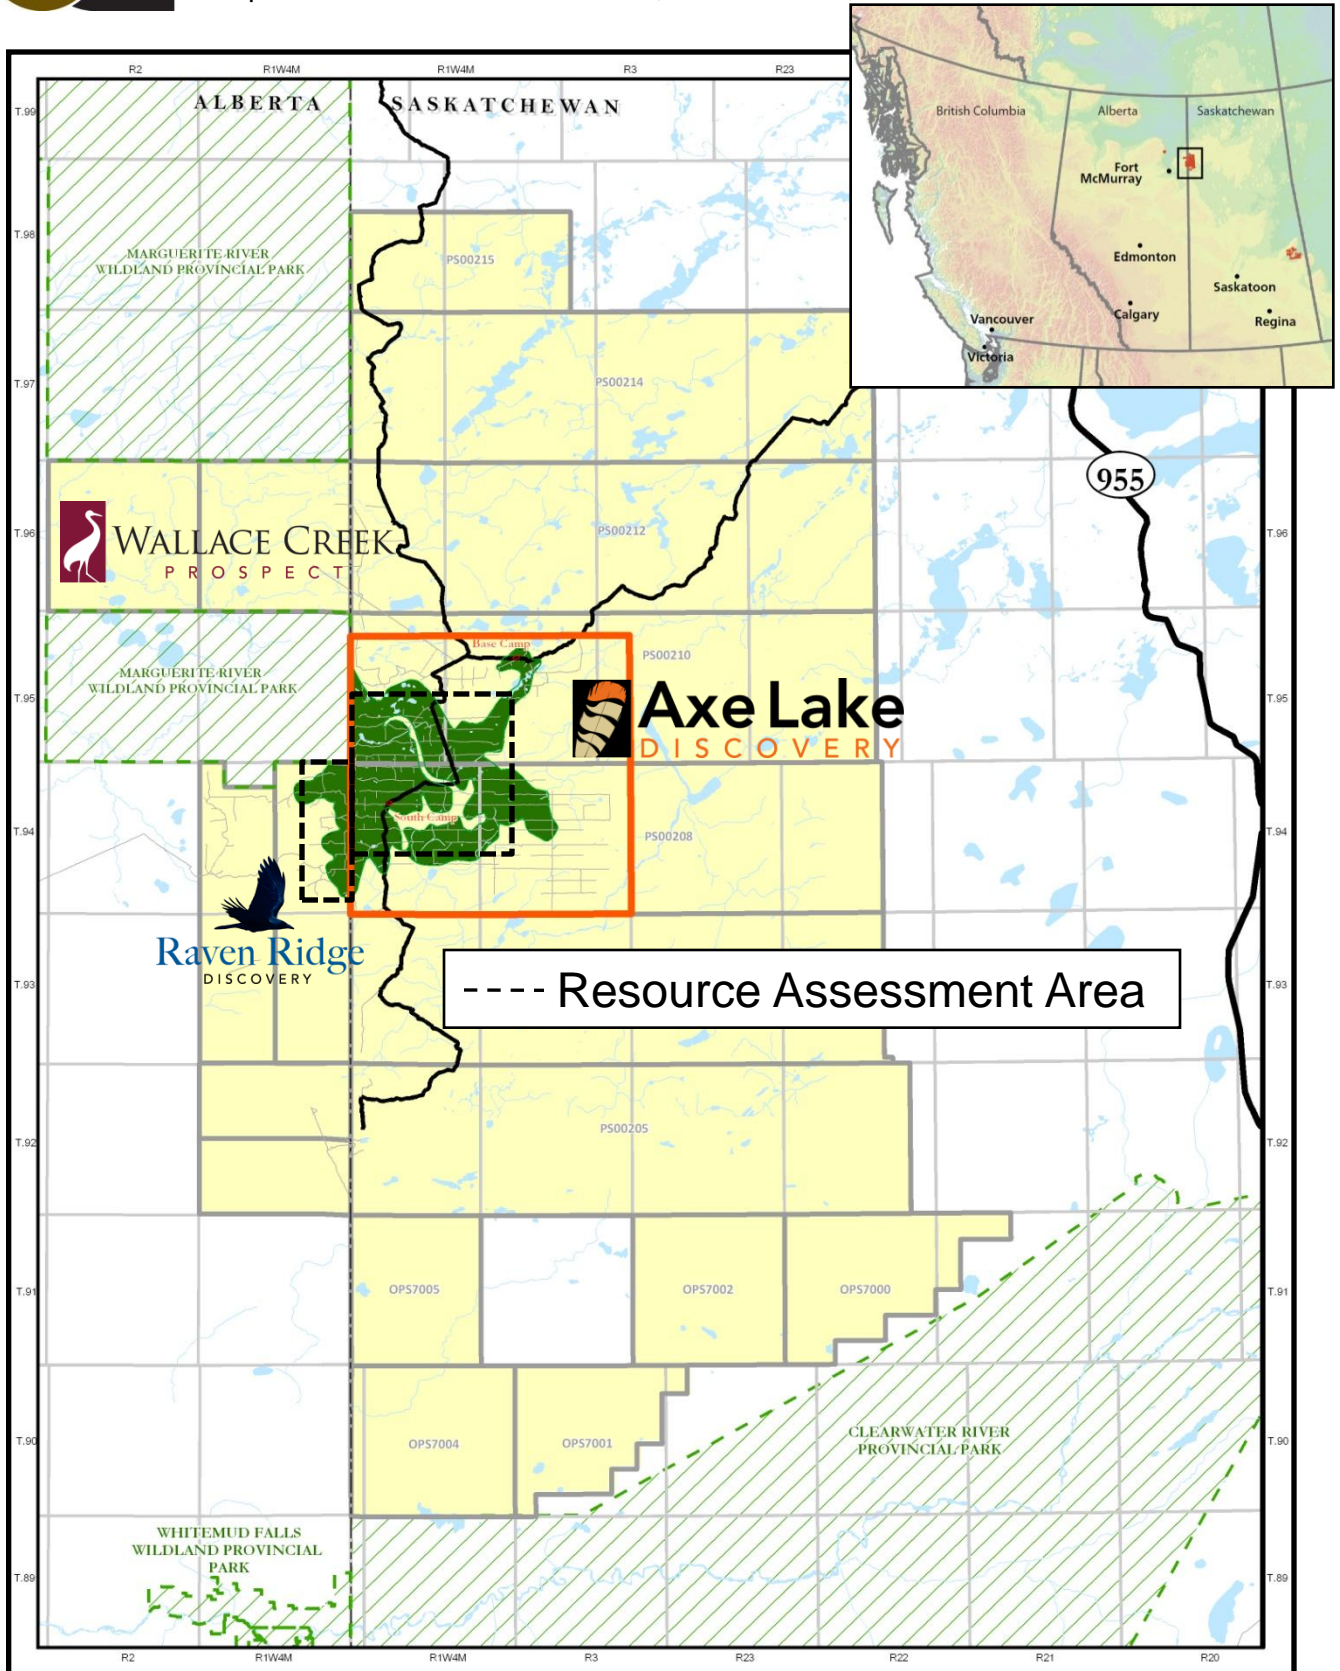 R2 R1W4M R1W4M R3 R23
ALBERTA SASKATCHEWAN
British Columbia
Alberta
Saskatchewan
Fort
McMurray
Edmonton
Saskatoon
Calgary
Regina
Vancouver
Victoria
T.99
T.98
MARGUERITE RIVER
WILDLAND PROVINCIAL PARK
PS00215
T.97
PS00214
955
T.96
WALLACE CREEK
PROSPECT
PS00212
T.96
Base Camp
PS00210
MARGUERITE RIVER
WILDLAND PROVINCIAL PARK
T.95
Axe Lake
DISCOVERY
T.95
T.94
South Camp
PS00208
T.94
Raven Ridge
DISCOVERY
T.93
Resource Assessment Area
T.93
T.92
PS00205
T.92
T.91
OPS7005
OPS7002
OPS7000
T.91
T.90
OPS7004
OPS7001
CLEARWATER RIVER
PROVINCIAL PARK
T.90
WHITEMUD FALLS
WILDLAND PROVINCIAL
PARK
T.89
T.89
R2 R1W4M R1W4M R3 R23 R22 R21 R20